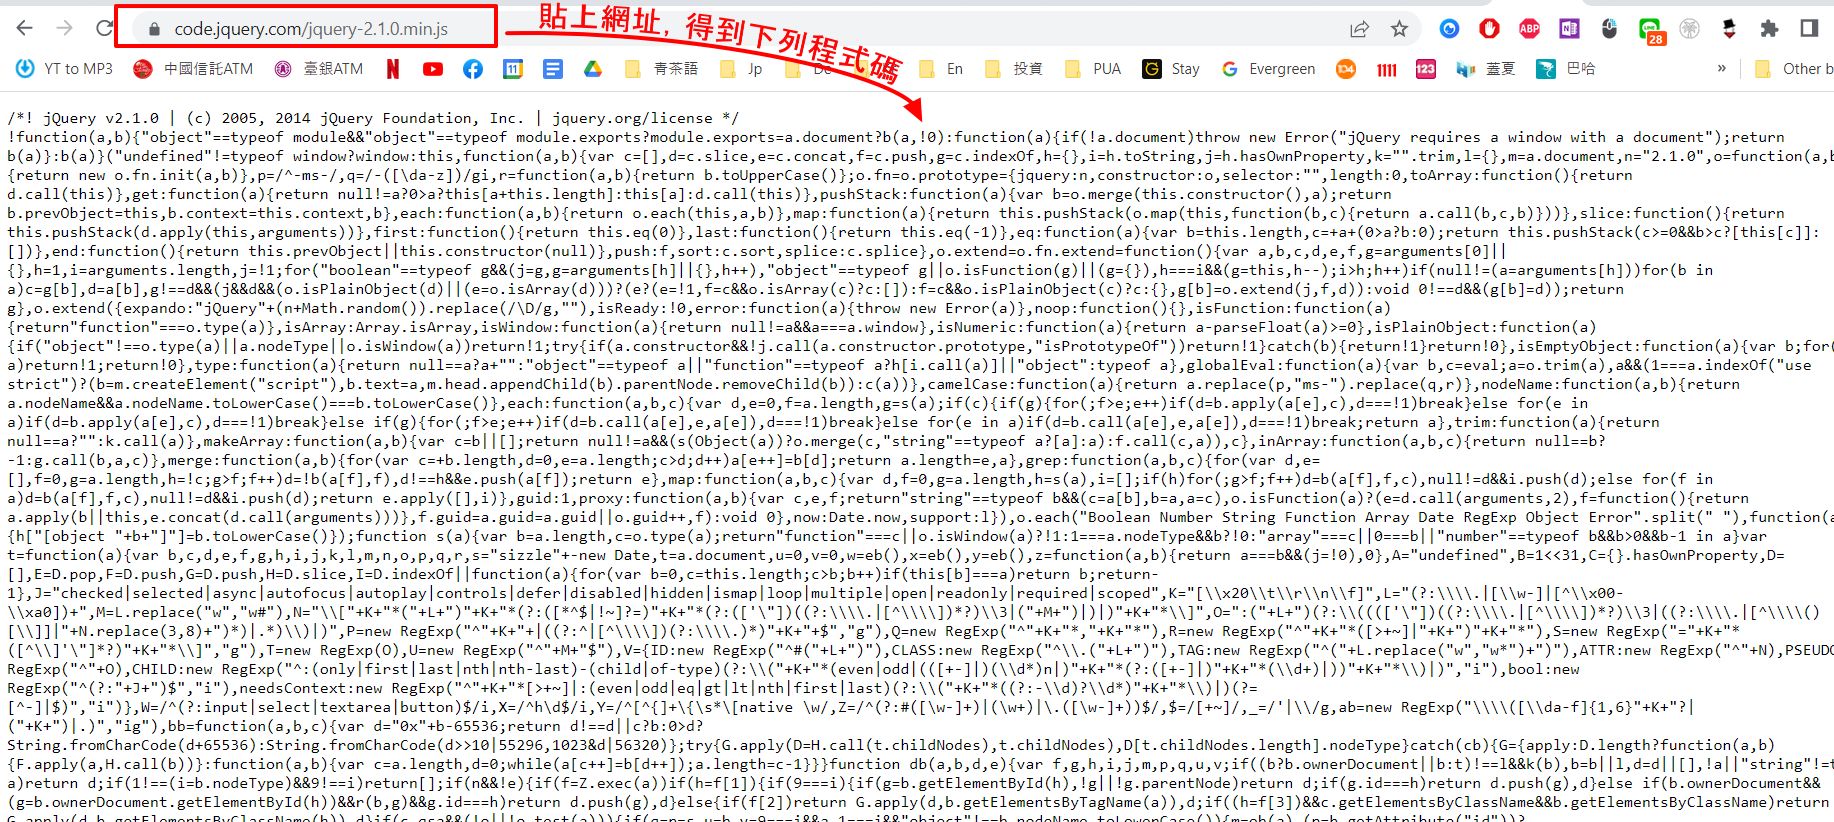 code.jquery.com/jquery-2.1.0.min.js
貼上網址, 得到下列程式碼
ABP
28
YT to MP3
中國信託ATM
臺銀ATM
11
青茶語
Jp
De
En
投資
PUA
Stay
Evergreen
104
1111
123
蓋夏
巴哈
»
Other b
/*! jQuery v2.1.0 | (c) 2005, 2014 jQuery Foundation, Inc. | jquery.org/license */
!function(a,b){"object"==typeof module&&"object"==typeof module.exports?module.exports=a.document?b(a,!0):function(a){if(!a.document)throw new Error("jQuery requires a window with a document");return
b(a)}:b(a)}("undefined"!=typeof window?window:this,function(a,b){var c=[],d=c.slice,e=c.concat,f=c.push,g=c.indexOf,h={},i=h.toString,j=h.hasOwnProperty,k="".trim,l={},m=a.document,n="2.1.0",o=function(a,b
{return new o.fn.init(a,b)},p=/^-ms-/,q=/-([\da-z])/gi,r=function(a,b){return b.toUpperCase()};o.fn=o.prototype={jquery:n,constructor:o,selector:"",length:0,toArray:function(){return
d.call(this)},get:function(a){return null!=a?0>a?this[a+this.length]:this[a]:d.call(this)},pushStack:function(a){var b=o.merge(this.constructor(),a);return
b.prevObject=this,b.context=this.context,b},each:function(a,b){return o.each(this,a,b)},map:function(a){return this.pushStack(o.map(this,function(b,c){return a.call(b,c,b)}))},slice:function(){return
this.pushStack(d.apply(this,arguments))},first:function(){return this.eq(0)},last:function(){return this.eq(-1)},eq:function(a){var b=this.length,c=+a+(0>a?b:0);return this.pushStack(c>=0&&b>c?[this[c]]:
[])},end:function(){return this.prevObject||this.constructor(null)},push:f,sort:c.sort,splice:c.splice},o.extend=o.fn.extend=function(){var a,b,c,d,e,f,g=arguments[0]||
{},h=1,i=arguments.length,j=!1;for("boolean"==typeof g&&(j=g,g=arguments[h]||{},h++),"object"==typeof g||o.isFunction(g)||(g={}),h===i&&(g=this,h--);i>h;h++)if(null!=(a=arguments[h]))for(b in
a)c=g[b],d=a[b],g!==d&&(j&&d&&(o.isPlainObject(d)||(e=o.isArray(d)))?(e?(e=!1,f=c&&o.isArray(c)?c:[]):f=c&&o.isPlainObject(c)?c:{},g[b]=o.extend(j,f,d)):void 0!==d&&(g[b]=d));return
g},o.extend({expando:"jQuery"+(n+Math.random()).replace(/\D/g,""),isReady:!0,error:function(a){throw new Error(a)},noop:function(){},isFunction:function(a)
{return"function"===o.type(a)},isArray:Array.isArray,isWindow:function(a){return null!=a&&a===a.window},isNumeric:function(a){return a-parseFloat(a)>=0},isPlainObject:function(a)
{if("object"!==o.type(a)||a.nodeType||o.isWindow(a))return!1;try{if(a.constructor&&!j.call(a.constructor.prototype,"isPrototypeOf"))return!1}catch(b){return!1}return!0},isEmptyObject:function(a){var b;for(
a)return!1;return!0},type:function(a){return null==a?a+"":"object"==typeof a||"function"==typeof a?h[i.call(a)]||"object":typeof a},globalEval:function(a){var b,c=eval;a=o.trim(a),a&&(1===a.indexOf("use
strict")?(b=m.createElement("script"),b.text=a,m.head.appendChild(b).parentNode.removeChild(b)):c(a))},camelCase:function(a){return a.replace(p,"ms-").replace(q,r)},nodeName:function(a,b){return
a.nodeName&&a.nodeName.toLowerCase()===b.toLowerCase()},each:function(a,b,c){var d,e=0,f=a.length,g=s(a);if(c){if(g){for(;f>e;e++)if(d=b.apply(a[e],c),d===!1)break}else for(e in
a)if(d=b.apply(a[e],c),d===!1)break}else if(g){for(;f>e;e++)if(d=b.call(a[e],e,a[e]),d===!1)break}else for(e in a)if(d=b.call(a[e],e,a[e]),d===!1)break;return a},trim:function(a){return
null==a?"":k.call(a)},makeArray:function(a,b){var c=b||[];return null!=a&&(s(Object(a))?o.merge(c,"string"==typeof a?[a]:a):f.call(c,a)),c},inArray:function(a,b,c){return null==b?
-1:g.call(b,a,c)},merge:function(a,b){for(var c=+b.length,d=0,e=a.length;c>d;d++)a[e++]=b[d];return a.length=e,a},grep:function(a,b,c){for(var d,e=
[],f=0,g=a.length,h=!c;g>f;f++)d=!b(a[f],f),d!==h&&e.push(a[f]);return e},map:function(a,b,c){var d,f=0,g=a.length,h=s(a),i=[];if(h)for(;g>f;f++)d=b(a[f],f,c),null!=d&&i.push(d);else for(f in
a)d=b(a[f],f,c),null!=d&&i.push(d);return e.apply([],i)},guid:1,proxy:function(a,b){var c,e,f;return"string"==typeof b&&(c=a[b],b=a,a=c),o.isFunction(a)?(e=d.call(arguments,2),f=function(){return
a.apply(b||this,e.concat(d.call(arguments)))},f.guid=a.guid=a.guid||o.guid++,f):void 0},now:Date.now,support:l}),o.each("Boolean Number String Function Array Date RegExp Object Error".split(" "),function(a
{h["[object "+b+"]"]=b.toLowerCase()});function s(a){var b=a.length,c=o.type(a);return"function"===c||o.isWindow(a)?!1:1===a.nodeType&&b?!0:"array"===c||0===b||"number"==typeof b&&b>0&&b-1 in a}var
t=function(a){var b,c,d,e,f,g,h,i,j,k,l,m,n,o,p,q,r,s="sizzle"+-new Date,t=a.document,u=0,v=0,w=eb(),x=eb(),y=eb(),z=function(a,b){return a===b&&(j=!0),0},A="undefined",B=1<<31,C={}.hasOwnProperty,D=
[],E=D.pop,F=D.push,G=D.push,H=D.slice,I=D.indexOf||function(a){for(var b=0,c=this.length;c>b;b++)if(this[b]===a)return b;return-
1},J="checked|selected|async|autofocus|autoplay|controls|defer|disabled|hidden|ismap|loop|multiple|open|readonly|required|scoped",K="[\\x20\\t\\r\\n\\f]",L="(?:\\\\.|[\\w-]|[^\\x00-
\\xa0])+",M=L.replace("w","w#"),N="\\["+K+"*("+L+")"+K+"*(?:([*^$|!~]?=)"+K+"*(?:(['\"])((?:\\\\.|[^\\\\])*?)\\3|("+M+")|)|)"+K+"*\\]",O=":("+L+")(?:\\(((['\"])((?:\\\\.|[^\\\\])*?)\\3|((?:\\\\.|[^\\\\()
[\\]]|"+N.replace(3,8)+")*)|.*)\\)|)",P=new RegExp("^"+K+"+|((?:^|[^\\\\])(?:\\\\.)*)"+K+"+$","g"),Q=new RegExp("^"+K+"*,"+K+"*"),R=new RegExp("^"+K+"*([>+~]|"+K+")"+K+"*"),S=new RegExp("="+K+"*
([^\\]'\"]*?)"+K+"*\\]","g"),T=new RegExp(O),U=new RegExp("^"+M+"$"),V={ID:new RegExp("^#("+L+")"),CLASS:new RegExp("^\\.("+L+")"),TAG:new RegExp("^("+L.replace("w","w*")+")"),ATTR:new RegExp("^"+N),PSEUDO
RegExp("^"+O),CHILD:new RegExp("^:(only|first|last|nth|nth-last)-(child|of-type)(?:\\("+K+"*(even|odd|(([+-]|)(\\d*)n|)"+K+"*(?:([+-]|)"+K+"*(\\d+)|))"+K+"*\\)|)","i"),bool:new
RegExp("^(?:"+J+")$","i"),needsContext:new RegExp("^"+K+"*[>+~]|:(even|odd|eq|gt|lt|nth|first|last)(?:\\("+K+"*((?:-\\d)?\\d*)"+K+"*\\)|)(?=
[^-]|$)","i")},W=/^(?:input|select|textarea|button)$/i,X=/^h\d$/i,Y=/^[^{]+\{\s*\[native \w/,Z=/^(?:#([\w-]+)|(\w+)|\.([\w-]+))$/,$=/[+~]/,_=/'|\\/g,ab=new RegExp("\\\\([\\da-f]{1,6}"+K+"?|
("+K+")|.)","ig"),bb=function(a,b,c){var d="0x"+b-65536;return d!==d||c?b:0>d?
String.fromCharCode(d+65536):String.fromCharCode(d>>10|55296,1023&d|56320)};try{G.apply(D=H.call(t.childNodes),t.childNodes),D[t.childNodes.length].nodeType}catch(cb){G={apply:D.length?function(a,b)
{F.apply(a,H.call(b))}:function(a,b){var c=a.length,d=0;while(a[c++]=b[d++]);a.length=c-1}}}function db(a,b,d,e){var f,g,h,i,j,m,p,q,u,v;if((b?b.ownerDocument||b:t)!==l&&k(b),b=b||l,d=d||[],!a||"string"!=t
a)return d;if(1!==(i=b.nodeType)&&9!==i)return[];if(n&&!e){if(f=Z.exec(a))if(h=f[1]){if(9===i){if(g=b.getElementById(h),!g||!g.parentNode)return d;if(g.id===h)return d.push(g),d}else if(b.ownerDocument&&
(g=b.ownerDocument.getElementById(h))&&r(b,g)&&g.id===h)return d.push(g),d}else{if(f[2])return G.apply(d,b.getElementsByTagName(a)),d;if((h=f[3])&&c.getElementsByClassName&&b.getElementsByClassName)return